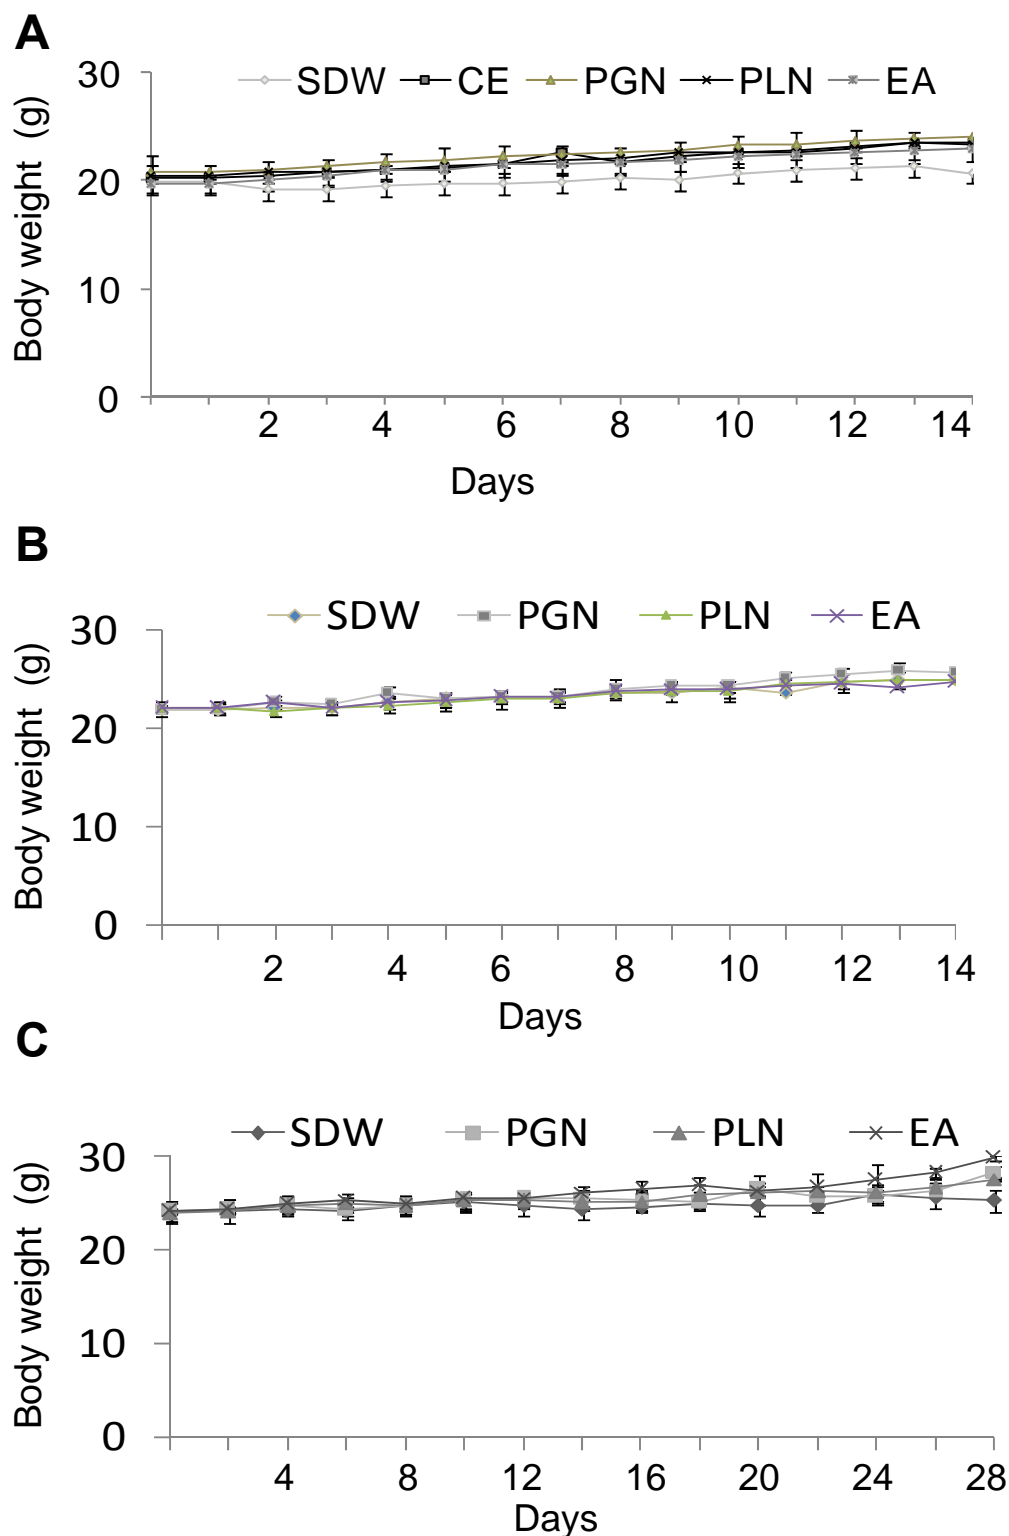 A
SDW CE PGN PLN EA
Body weight (g)
30
20
10
0
2 4 6 8 10 12 14
Days
B
SDW PGN PLN EA
Body weight (g)
30
20
10
0
2 4 6 8 10 12 14
Days
C
SDW PGN PLN EA
Body weight (g)
30
20
10
0
4 8 12 16 20 24 28
Days